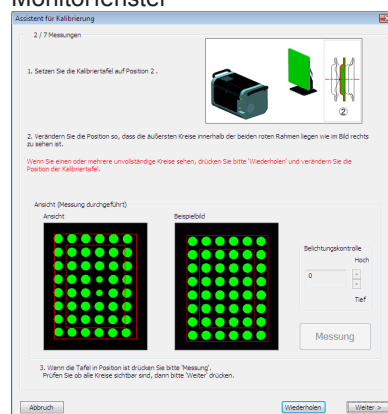 Monitorfenster
Assistent für Kalibrierung
2 / 7 Messungen
1. Setzen Sie die Kalibriertafel auf Position 2 .
②
2. Verändern Sie die Position so, dass die äußersten Kreise innerhalb der beiden roten Rahmen liegen wie im Bild rechts
zu sehen ist.
Wenn Sie einen oder mehrere unvollständige Kreise sehen, drücken Sie bitte 'Wiederholen' und verändern Sie die
Position der Kalibriertafel.
Ansicht (Messung durchgeführt)
Ansicht
Beispielbild
Belichtungskontrolle
Hoch
0
Tief
Messung
3. Wenn die Tafel in Position ist drücken Sie bitte 'Messung'.
Prüfen Sie ob alle Kreise sichtbar sind, dann bitte 'Weiter' drücken.
Abbruch
Wiederholen
Weiter >